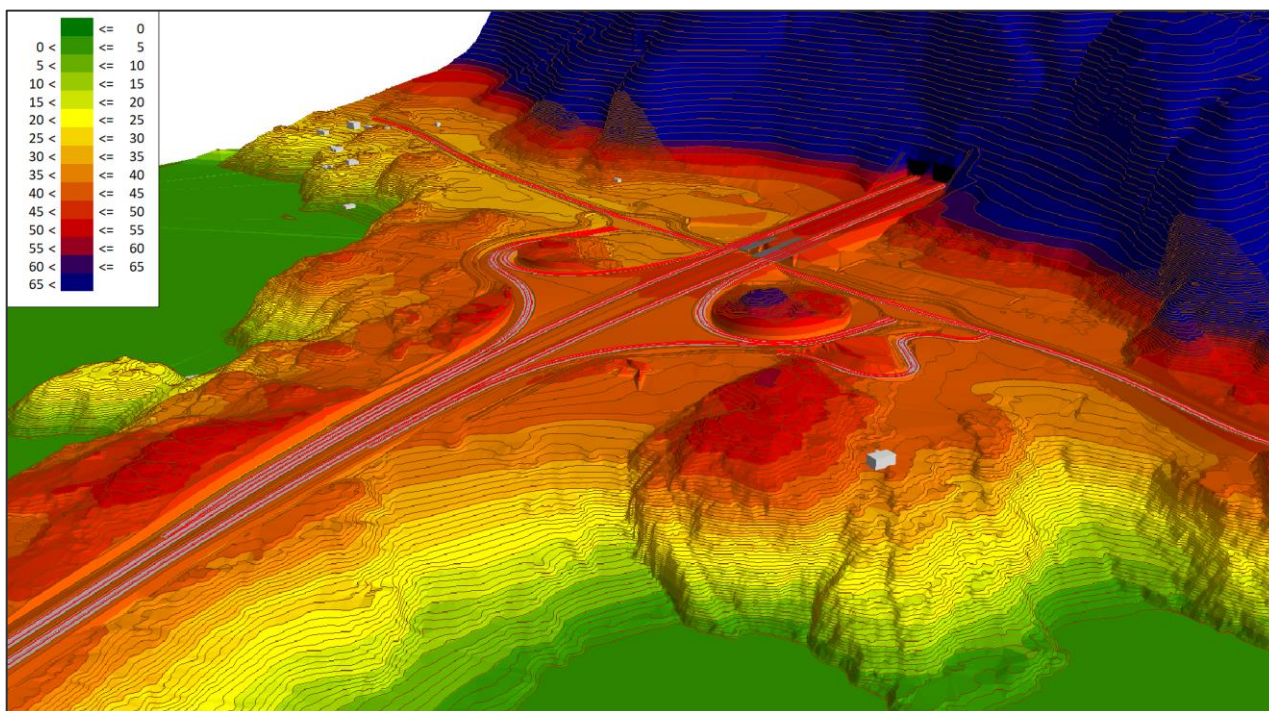 <= 0
0 < <= 5
5 < <= 10
10 < <= 15
15 < <= 20
20 < <= 25
25 < <= 30
30 < <= 35
35 < <= 40
40 < <= 45
45 < <= 50
50 < <= 55
55 < <= 60
60 < <= 65
65 <